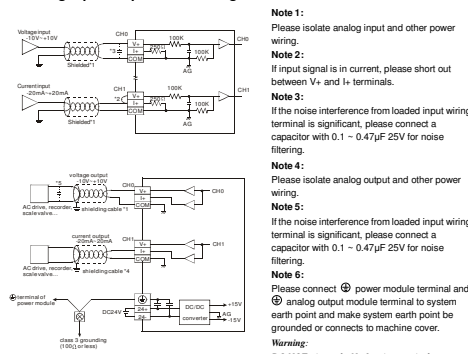 Voltage input
-10V~+10V
CH0
V+
I+
COM
100K
250Ω
*3
100K
AG
CH0
Shielded*1
Current input
-20mA~+20mA
CH1
*2
V+
I+
COM
100K
250Ω
100K
AG
CH1
Shielded*1
voltage output
-10V~+10V
*5
CH0
V+
I+
COM
CH0
AC drive, recorder,
scale valve...
shielding cable *1
current output
-20mA~20mA
CH1
V+
I+
COM
CH1
AC drive, recorder,
scale valve...
shielding cable *4
terminal of
power module
DC24V
24+
24-
DC/DC
converter
+15V
AG
-15V
class 3 grounding
(100Ω or less)
Note 1:
Please isolate analog input and other power
wiring.
Note 2:
If input signal is in current, please short out
between V+ and I+ terminals.
Note 3:
If the noise interference from loaded input wiring
terminal is significant, please connect a
capacitor with 0.1 ~ 0.47μF 25V for noise
filtering.
Note 4:
Please isolate analog output and other power
wiring.
Note 5:
If the noise interference from loaded input wiring
terminal is significant, please connect a
capacitor with 0.1 ~ 0.47μF 25V for noise
filtering.
Note 6:
Please connect ⏚ power module terminal and
⏚ analog output module terminal to system
earth point and make system earth point be
grounded or connects to machine cover.
Warning: